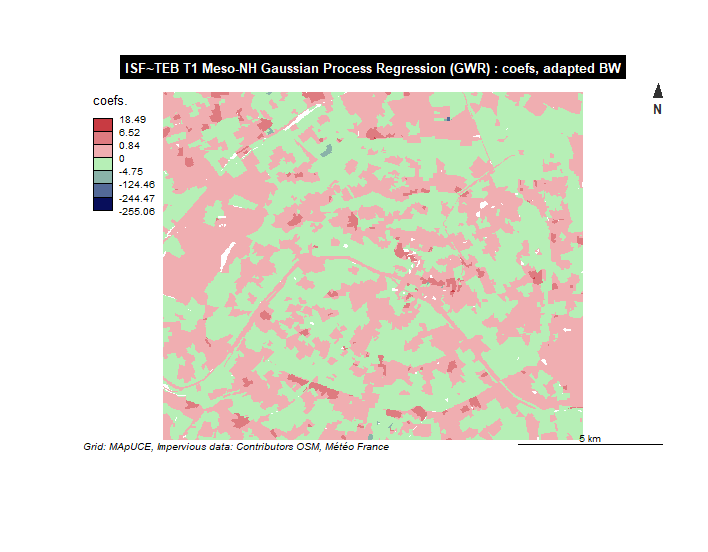 ISF~TEB T1 Meso-NH Gaussian Process Regression (GWR) : coefs, adapted BW
N
coefs.
18.49
6.52
0.84
0
-4.75
-124.46
-244.47
-255.06
5 km
Grid: MApUCE, Impervious data: Contributors OSM, Météo France